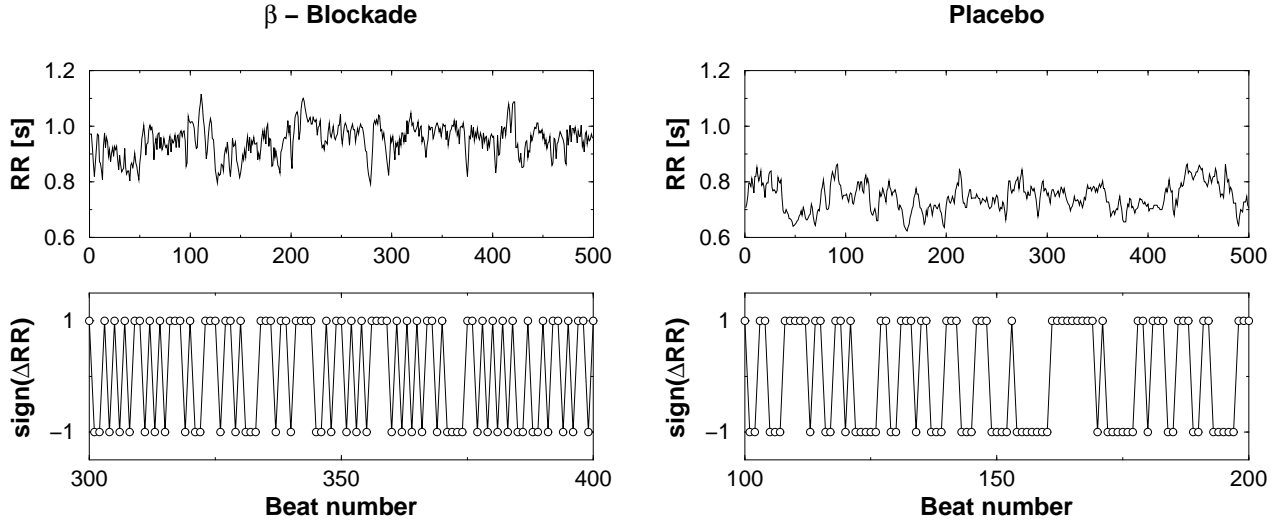 β – Blockade
Placebo
RR [s]
1.2
1.0
0.8
0.6
0 100 200 300 400 500
RR [s]
1.2
1.0
0.8
0.6
0 100 200 300 400 500
sign(ΔRR)
1
−1
300 350 400
Beat number
sign(ΔRR)
1
−1
100 150 200
Beat number